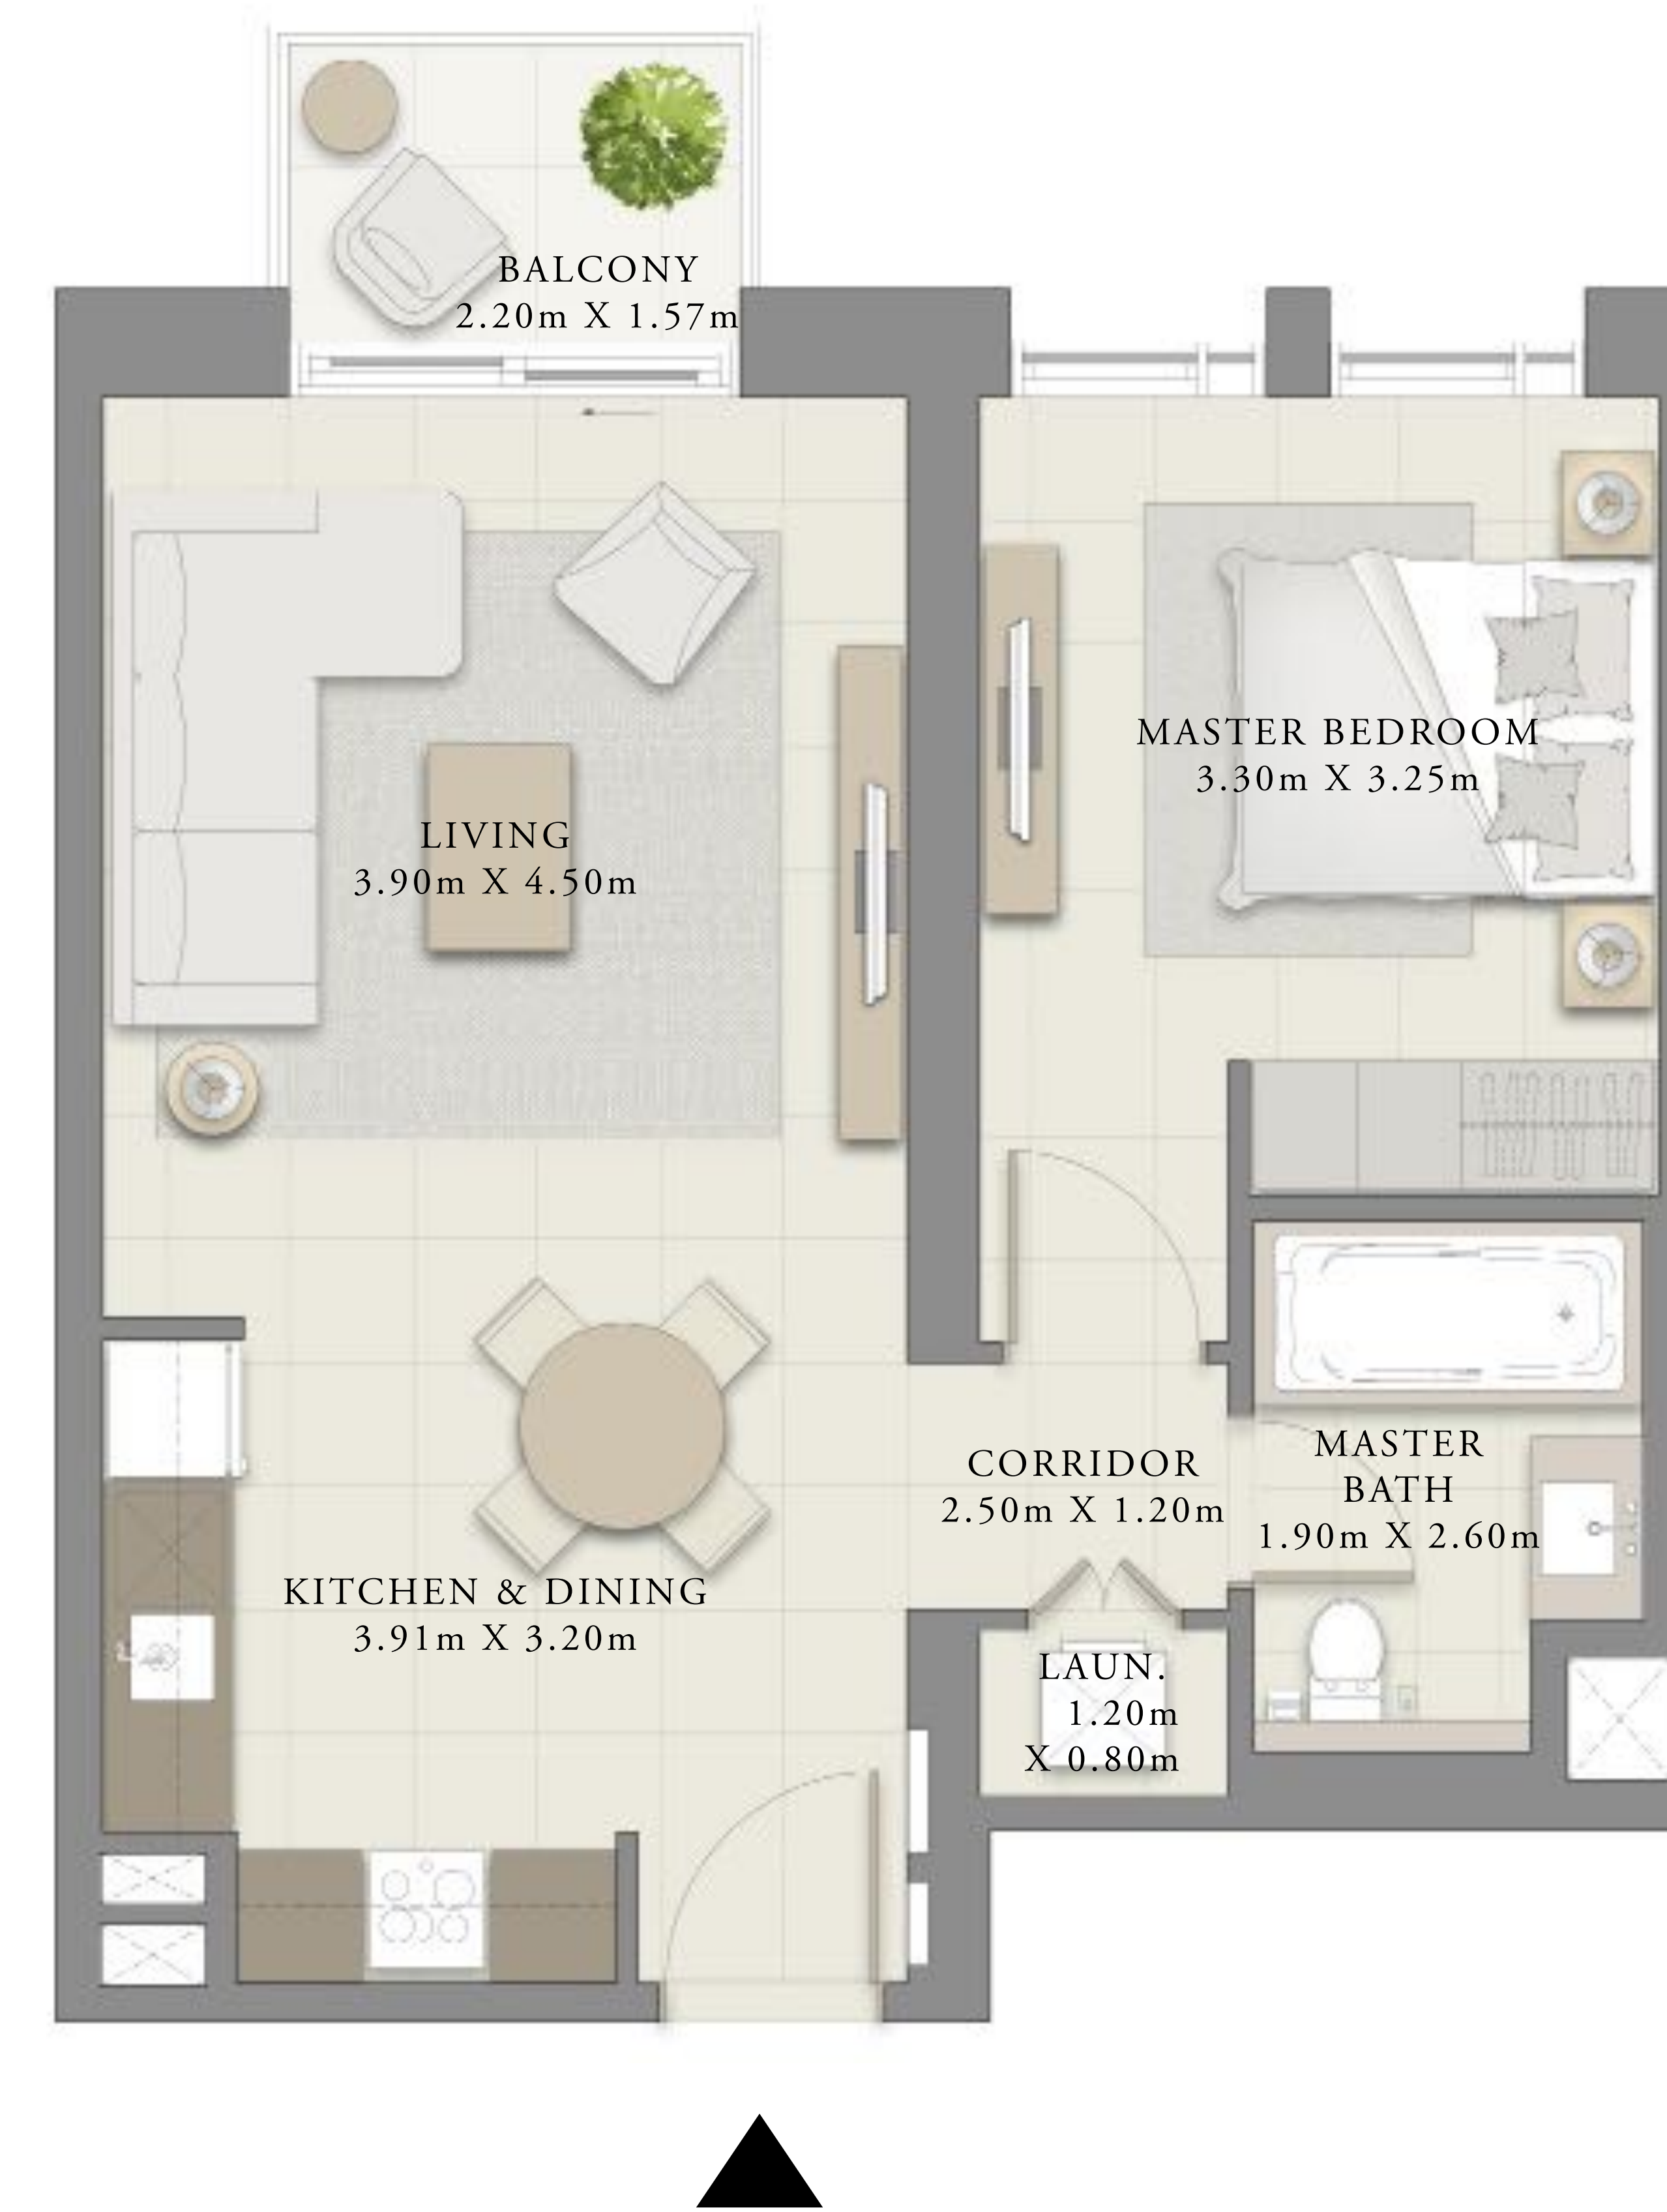 BALCONY
2.20m X 1.57m
MASTER BEDROOM
3.30m X 3.25m
LIVING
3.90m X 4.50m
CORRIDOR
2.50m X 1.20m
MASTER
BATH
1.90m X 2.60m
KITCHEN & DINING
3.91m X 3.20m
LAUN.
1.20m
X 0.80m